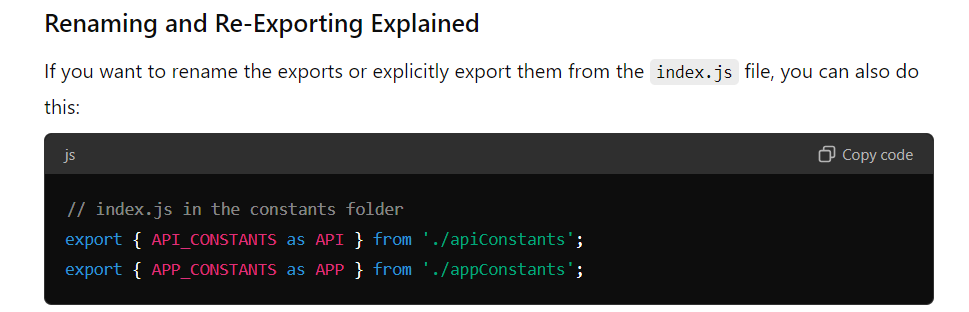 Renaming and Re-Exporting Explained
If you want to rename the exports or explicitly export them from the index.js file, you can also do
this:
js Copy code
// index.js in the constants folder
export { API_CONSTANTS as API } from './apiConstants';
export { APP_CONSTANTS as APP } from './appConstants';